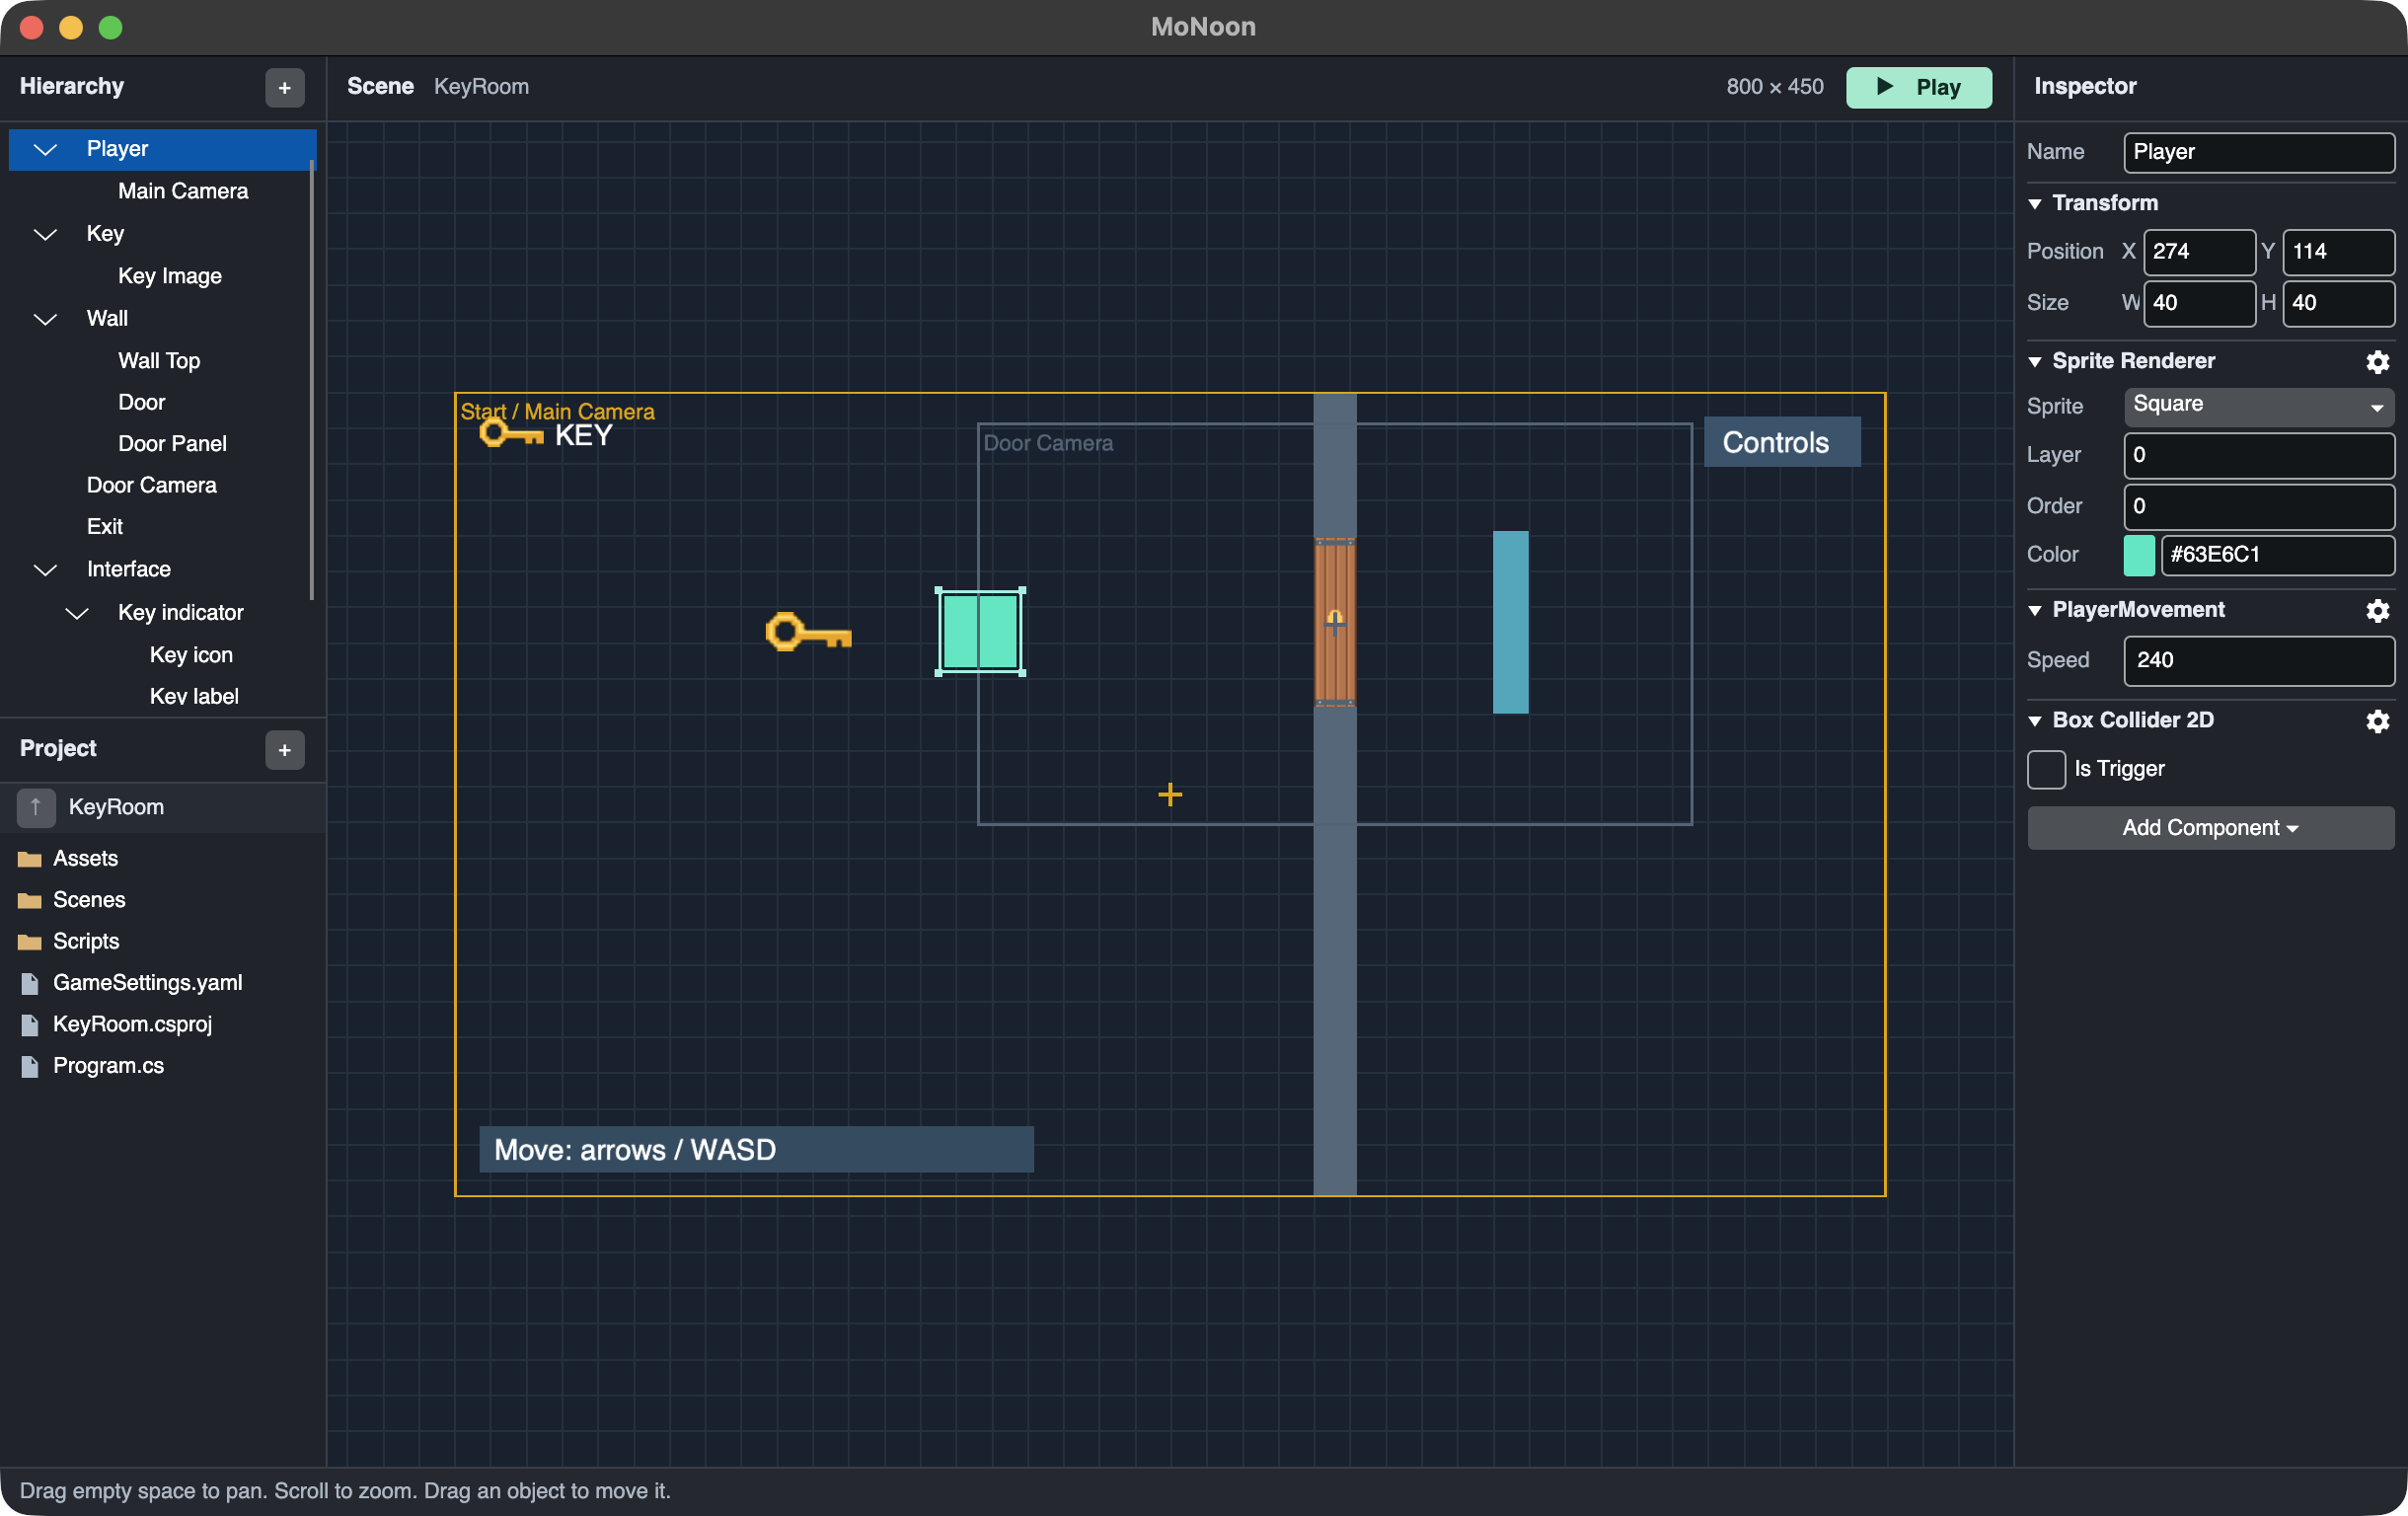 MoNoon
Hierarchy +
Player
Main Camera
Key
Key Image
Wall
Wall Top
Door
Door Panel
Door Camera
Exit
Interface
Key indicator
Key icon
Key label
Project +
↑ KeyRoom
Assets
Scenes
Scripts
GameSettings.yaml
KeyRoom.csproj
Program.cs
Scene KeyRoom 800 × 450 Play
Start / Main Camera
KEY
Door Camera
Controls
Move: arrows / WASD
Inspector
Name Player
Transform
Position X 274 Y 114
Size W 40 H 40
Sprite Renderer
Sprite Square
Layer 0
Order 0
Color #63E6C1
PlayerMovement
Speed 240
Box Collider 2D
Is Trigger
Add Component
Drag empty space to pan. Scroll to zoom. Drag an object to move it.